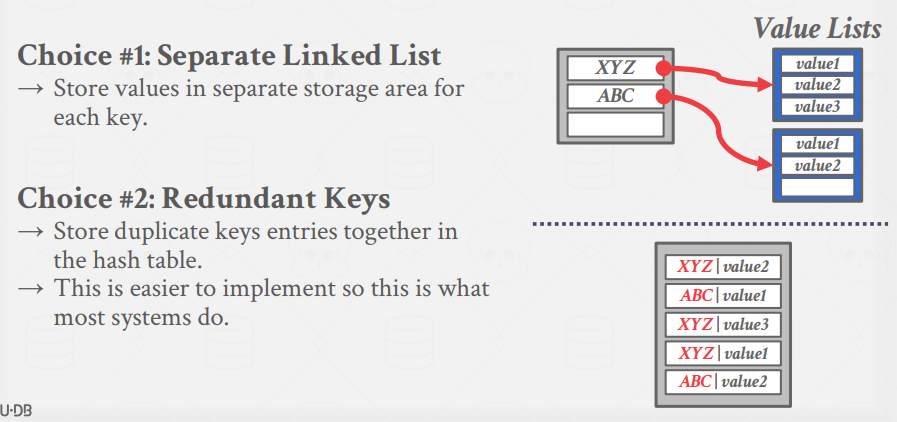 Choice #1: Separate Linked List
→ Store values in separate storage area for
each key.
Choice #2: Redundant Keys
→ Store duplicate keys entries together in
the hash table.
→ This is easier to implement so this is what
most systems do.
Value Lists
XYZ
ABC
value1
value2
value3
value1
value2
XYZ|value2
ABC|value1
XYZ|value3
XYZ|value1
ABC|value2
U·DB